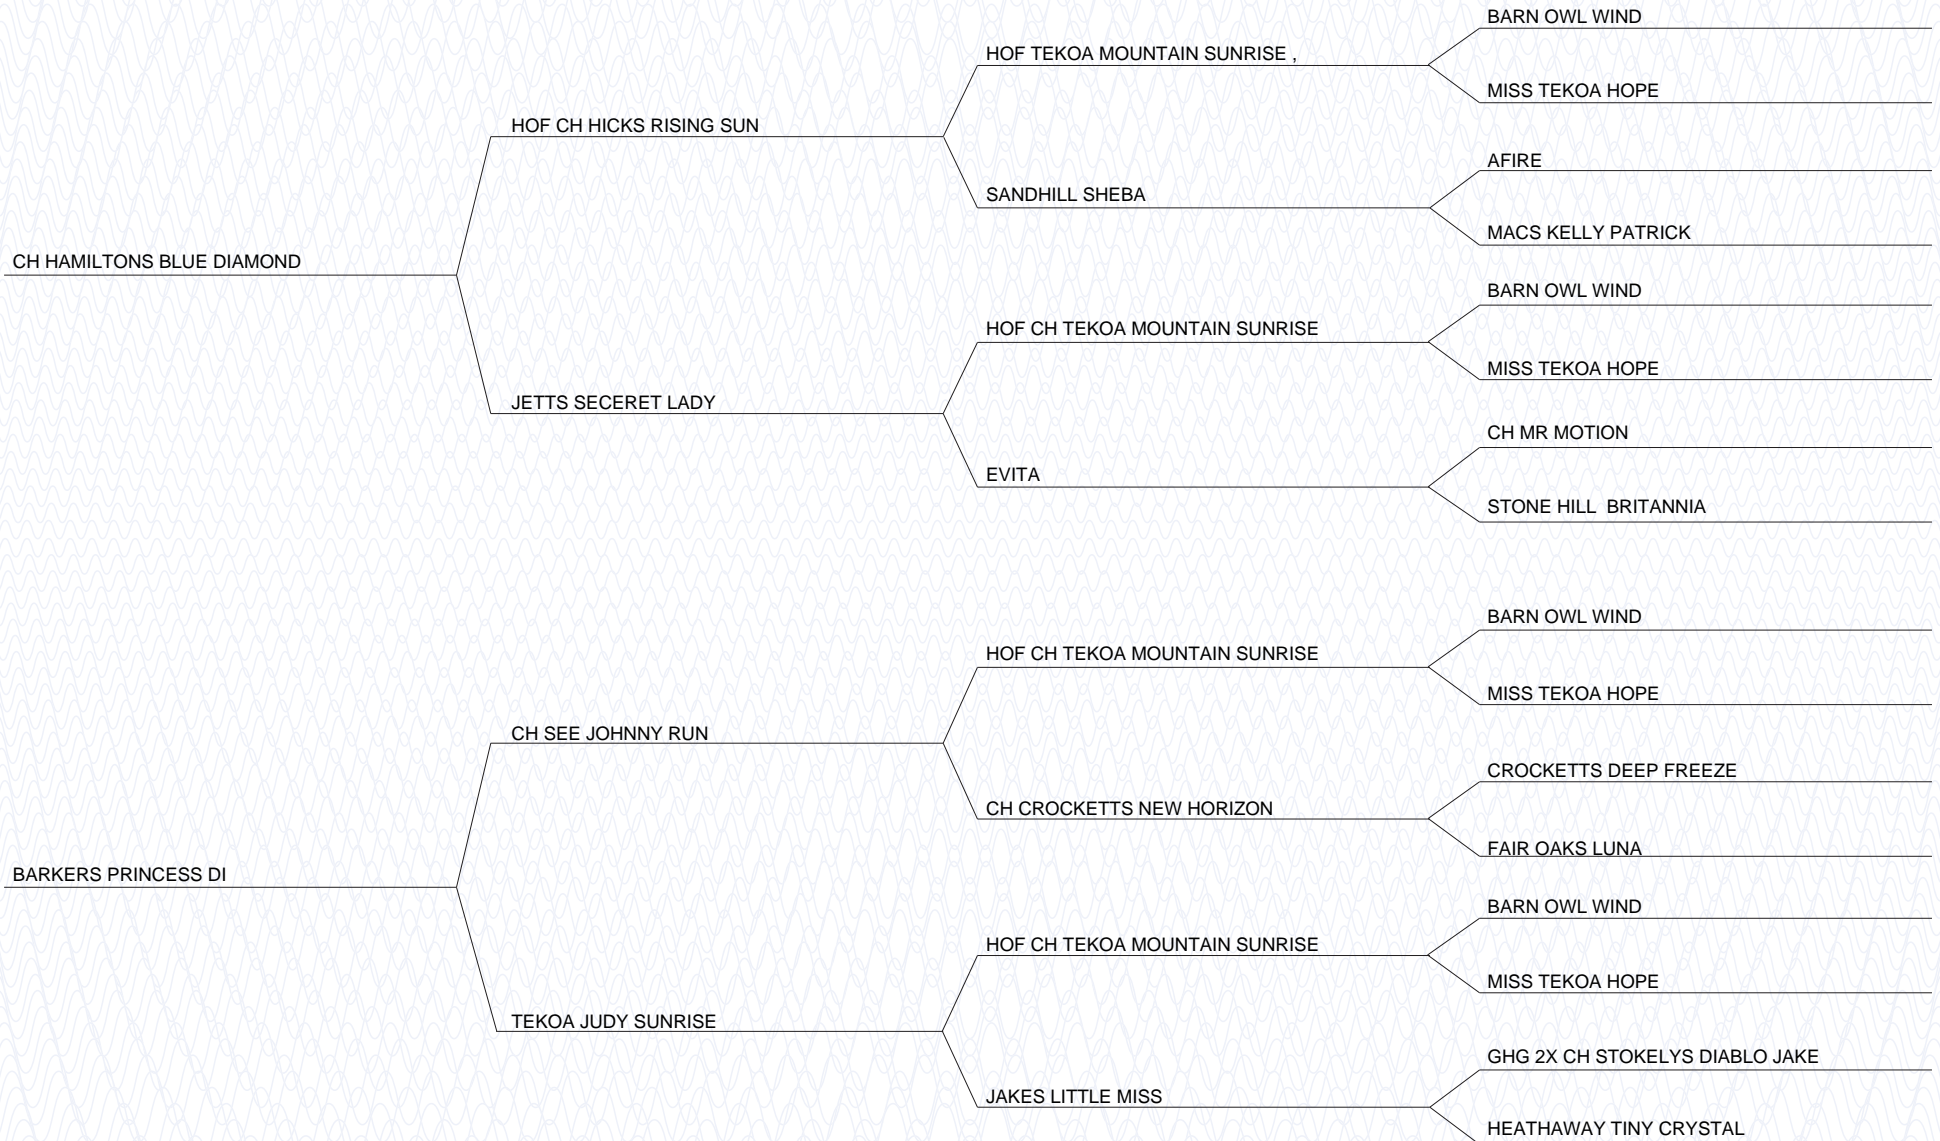 BARN OWL WIND
HOF TEKOA MOUNTAIN SUNRISE ,
MISS TEKOA HOPE
HOF CH HICKS RISING SUN
AFIRE
SANDHILL SHEBA
MACS KELLY PATRICK
CH HAMILTONS BLUE DIAMOND
BARN OWL WIND
HOF CH TEKOA MOUNTAIN SUNRISE
MISS TEKOA HOPE
JETTS SECERET LADY
CH MR MOTION
EVITA
STONE HILL  BRITANNIA
BARN OWL WIND
HOF CH TEKOA MOUNTAIN SUNRISE
MISS TEKOA HOPE
CH SEE JOHNNY RUN
CROCKETTS DEEP FREEZE
CH CROCKETTS NEW HORIZON
FAIR OAKS LUNA
BARKERS PRINCESS DI
BARN OWL WIND
HOF CH TEKOA MOUNTAIN SUNRISE
MISS TEKOA HOPE
TEKOA JUDY SUNRISE
GHG 2X CH STOKELYS DIABLO JAKE
JAKES LITTLE MISS
HEATHAWAY TINY CRYSTAL